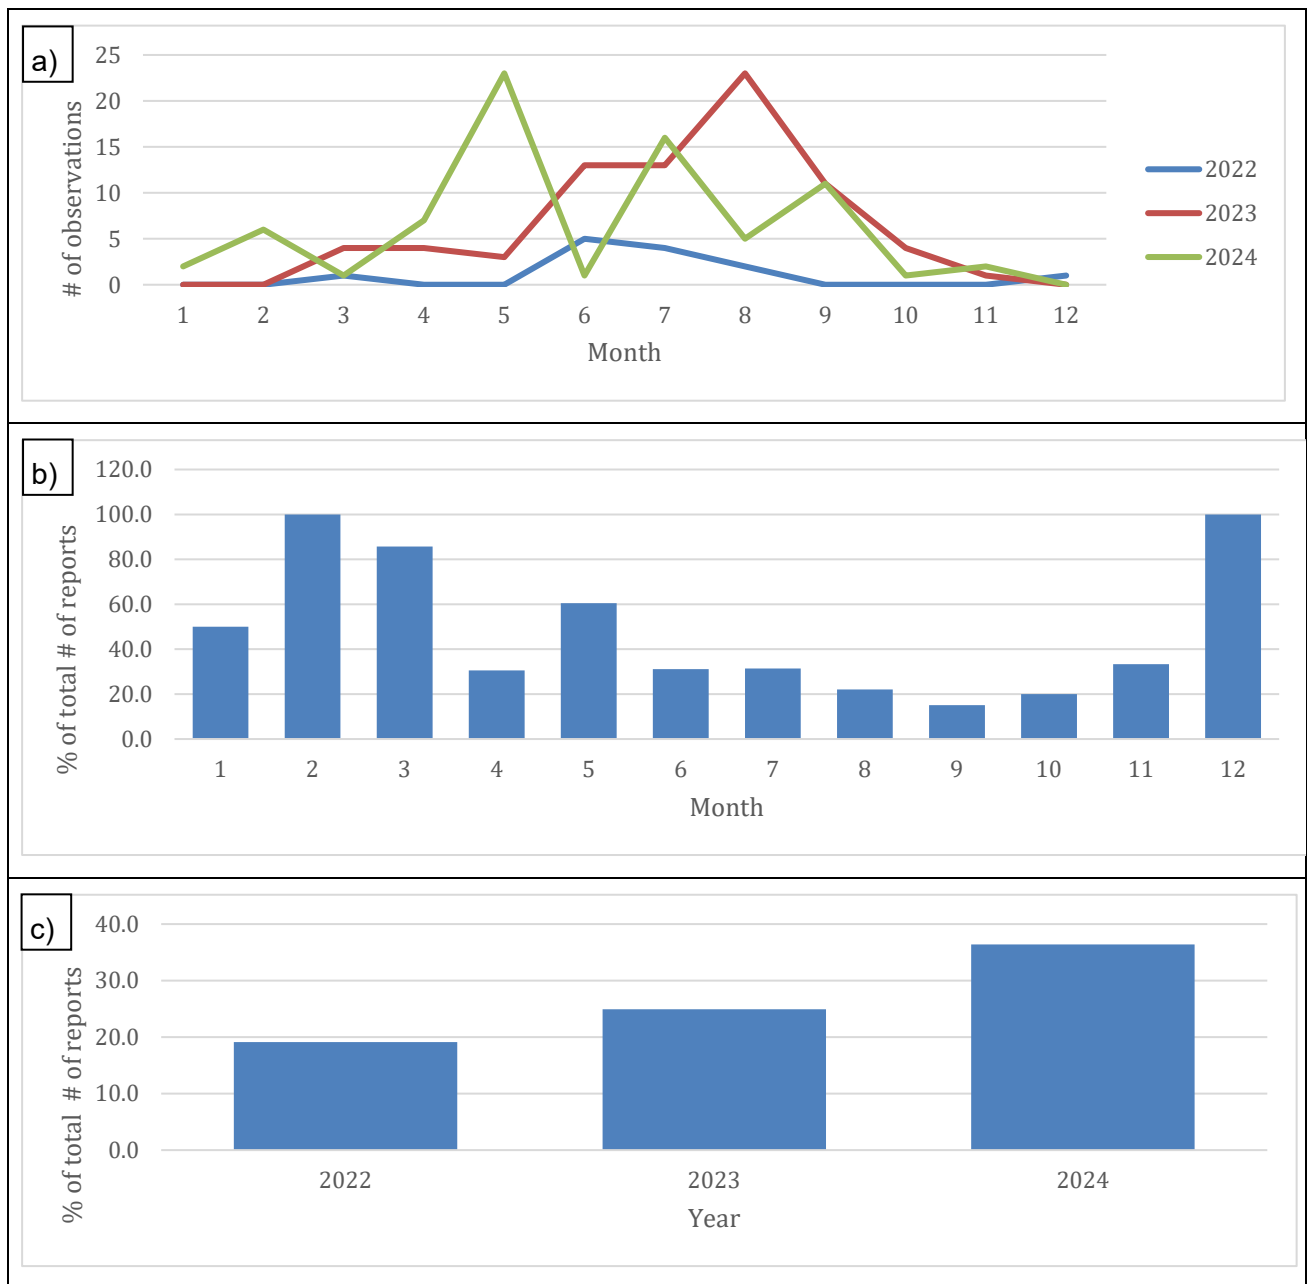 a)
25
20
15
10
5
0
# of observations
1 2 3 4 5 6 7 8 9 10 11 12
Month
2022
2023
2024
b)
120.0
100.0
80.0
60.0
40.0
20.0
0.0
% of total # of reports
1 2 3 4 5 6 7 8 9 10 11 12
Month
c)
40.0
30.0
20.0
10.0
0.0
% of total # of reports
2022 2023 2024
Year